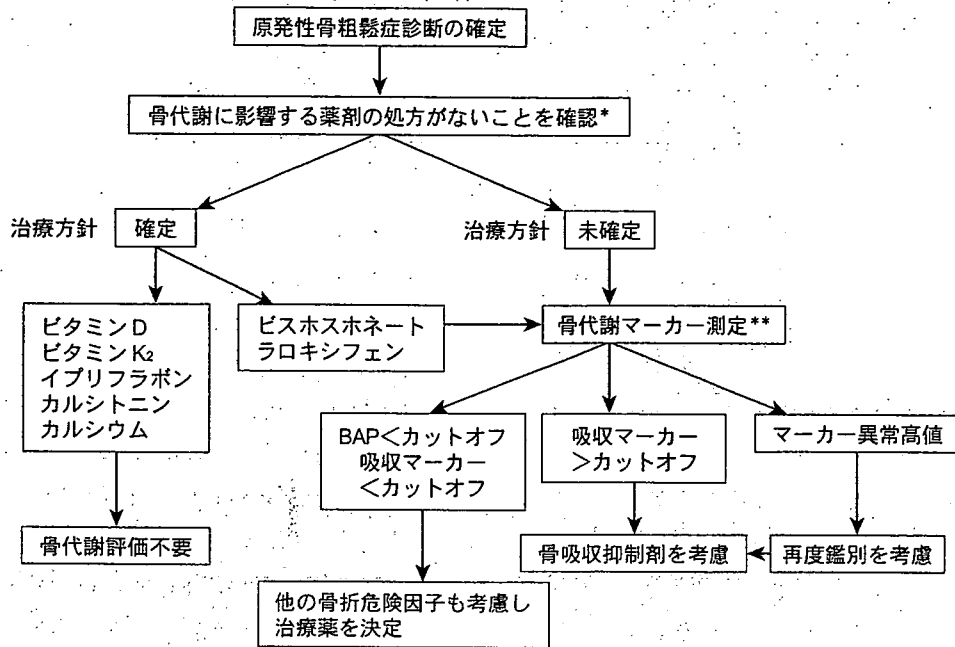 原発性骨粗鬆症診断の確定
骨代謝に影響する薬剤の処方がないことを確認*
治療方針 確定
治療方針 未確定
ビタミンD
ビタミンK₂
イプリフラボン
カルシトニン
カルシウム
ビスホスホネート
ラロキシフェン
骨代謝マーカー測定**
BAP<カットオフ
吸収マーカー
<カットオフ
吸収マーカー
>カットオフ
マーカー異常高値
骨代謝評価不要
骨吸収抑制剤を考慮
再度鑑別を考慮
他の骨折危険因子も考慮し
治療薬を決定